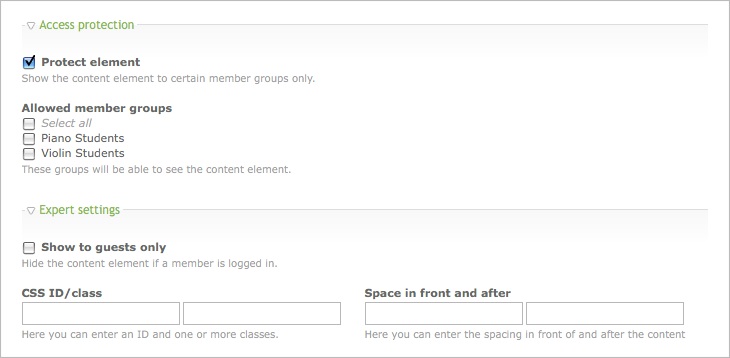 Access protection
Protect element
Show the content element to certain member groups only.
Allowed member groups
Select all
Piano Students
Violin Students
These groups will be able to see the content element.
Expert settings
Show to guests only
Hide the content element if a member is logged in.
CSS ID/class Space in front and after
Here you can enter an ID and one or more classes. Here you can enter the spacing in front of and after the content